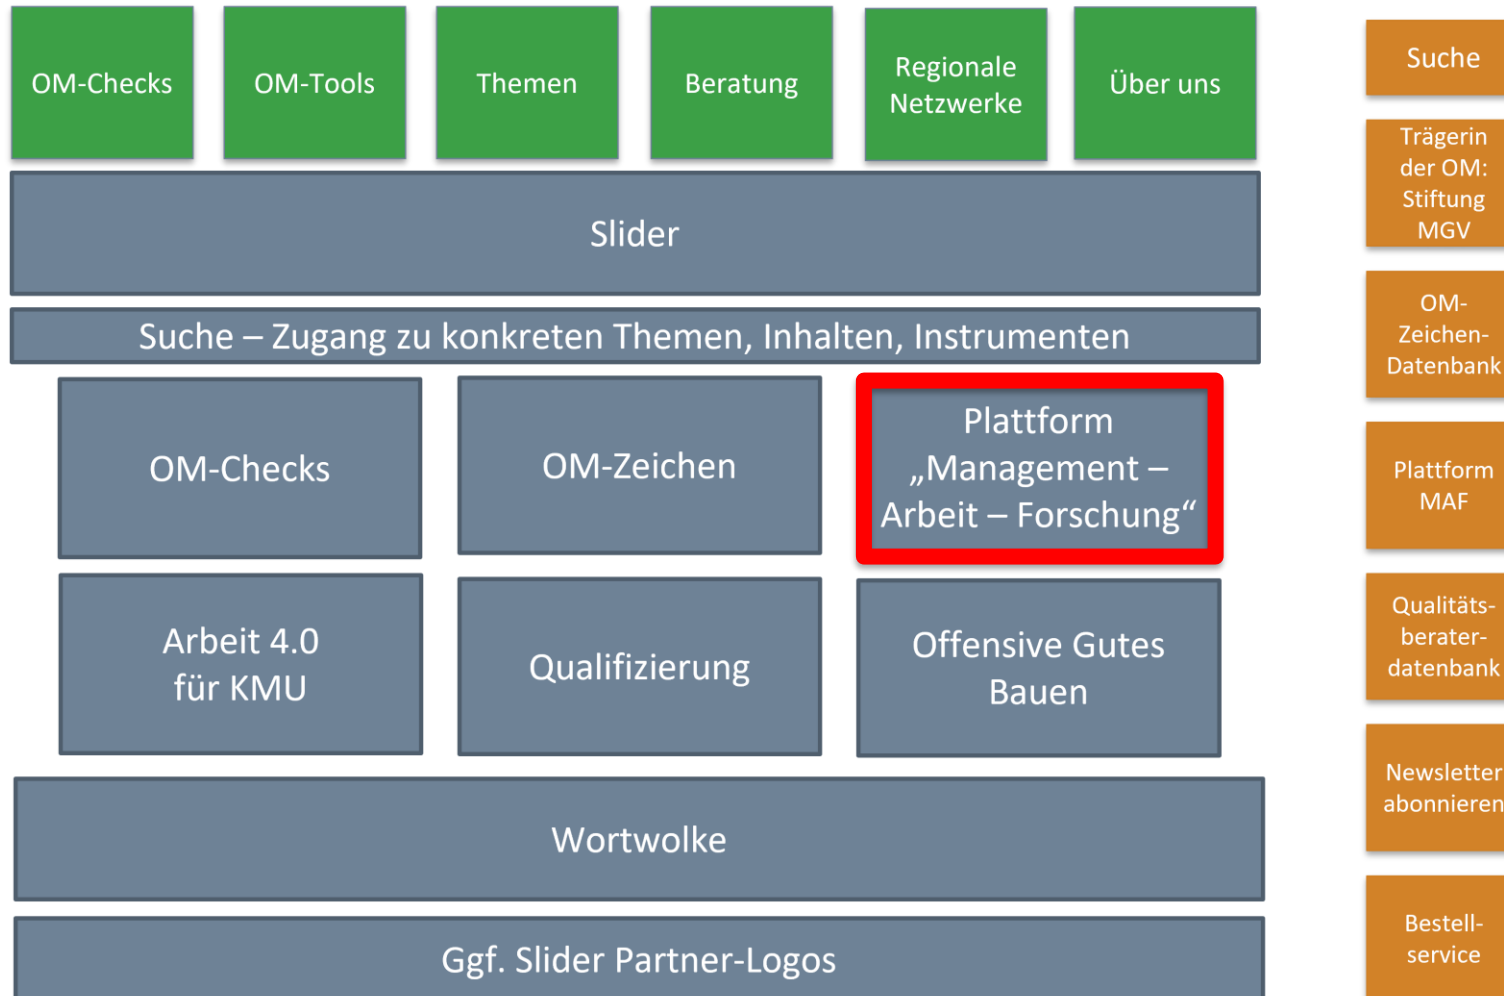 OM-Checks
OM-Tools
Themen
Beratung
Regionale
Netzwerke
Über uns
Slider
Suche – Zugang zu konkreten Themen, Inhalten, Instrumenten
OM-Checks
OM-Zeichen
Plattform
„Management –
Arbeit – Forschung“
Arbeit 4.0
für KMU
Qualifizierung
Offensive Gutes
Bauen
Wortwolke
Ggf. Slider Partner-Logos
Suche
Trägerin
der OM:
Stiftung
MGV
OM-
Zeichen-
Datenbank
Plattform
MAF
Qualitäts-
berater-
datenbank
Newsletter
abonnieren
Bestell-
service